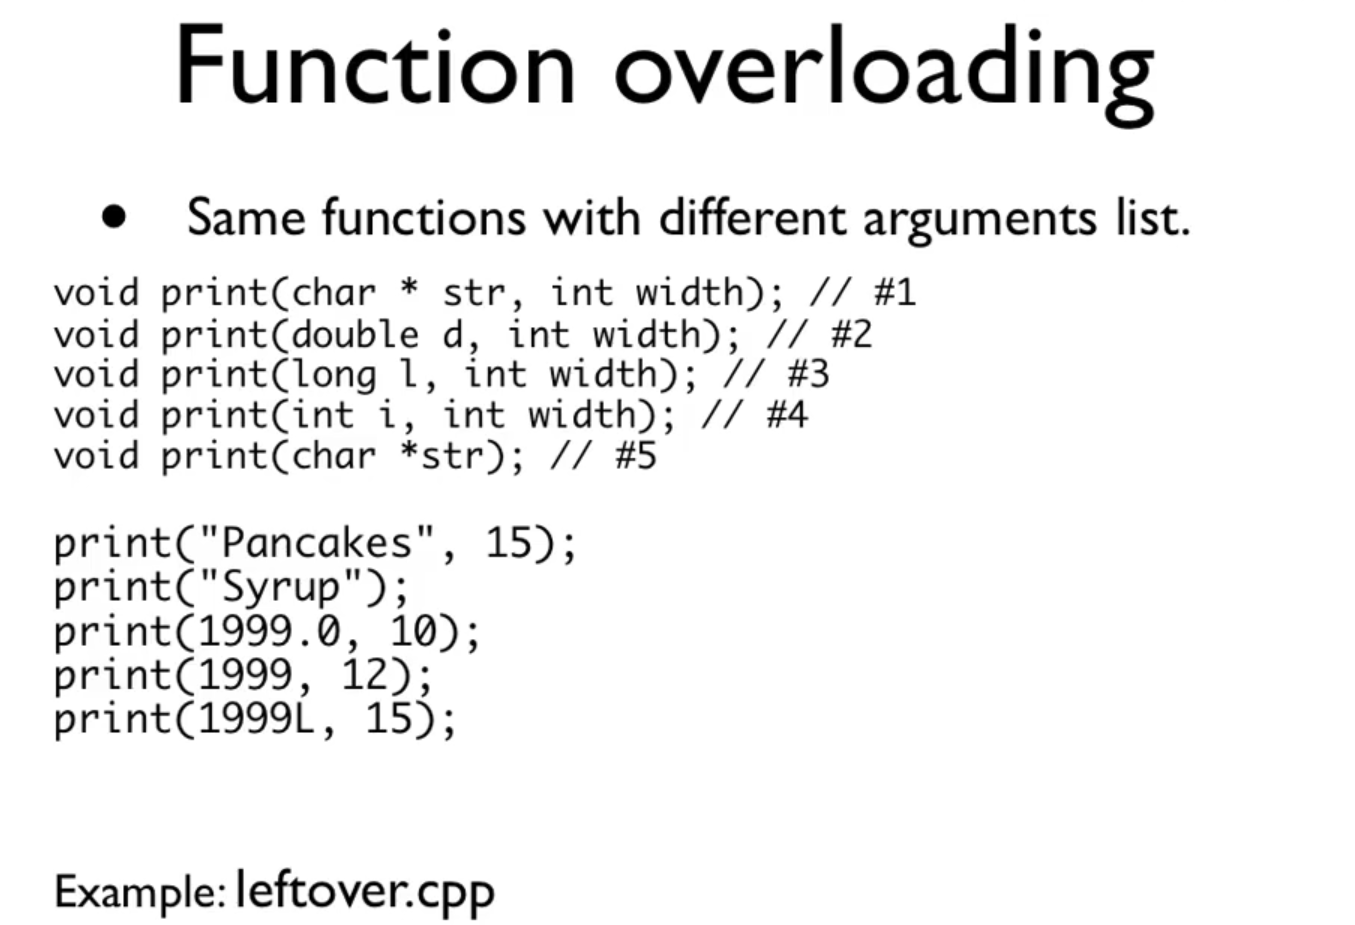 Function overloading
• Same functions with different arguments list.
void print(char * str, int width); // #1
void print(double d, int width); // #2
void print(long l, int width); // #3
void print(int i, int width); // #4
void print(char *str); // #5
print("Pancakes", 15);
print("Syrup");
print(1999.0, 10);
print(1999, 12);
print(1999L, 15);
Example: leftover.cpp